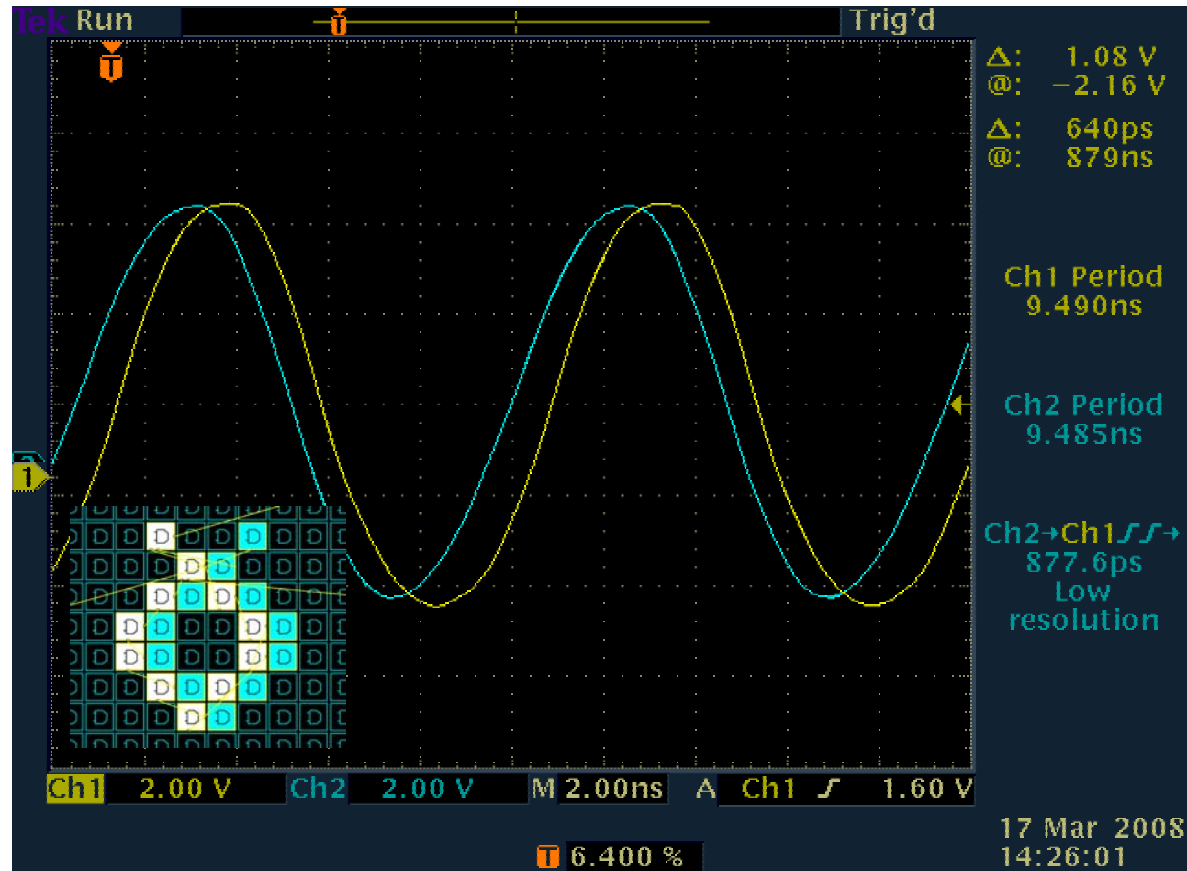 Tek Run Trig'd
T
T
Δ: 1.08 V
@: −2.16 V
Δ: 640ps
@: 879ns
Ch1 Period
9.490ns
Ch2 Period
9.485ns
1
Ch2→Ch1
877.6ps
Low
resolution
D D D D D D D D D
D D D D D D D D D
D D D D D D D D D
D D D D D D D D D
D D D D D D D D D
D D D D D D D D D
D D D D D D D D D
Ch1 2.00 V Ch2 2.00 V M 2.00ns A Ch1 1.60 V
T 6.400 %
17 Mar 2008
14:26:01